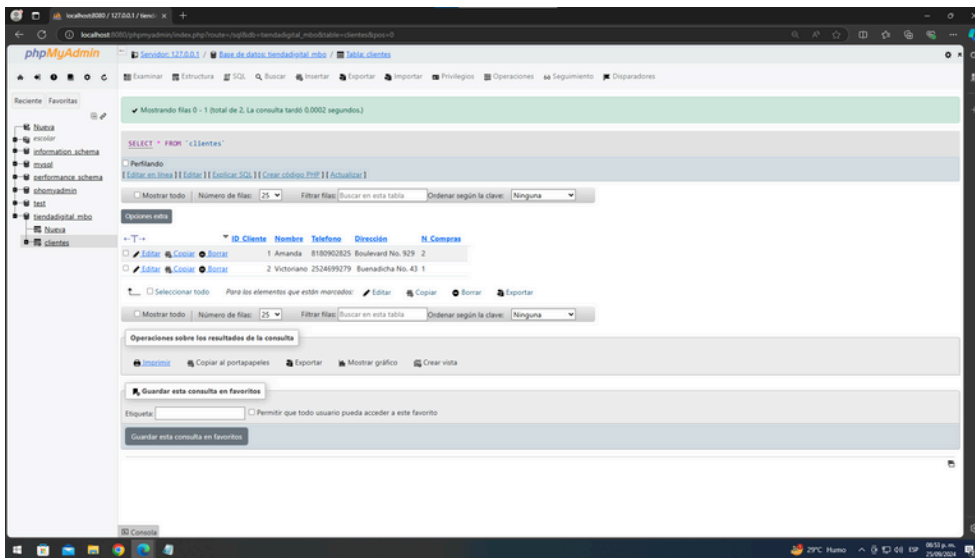 localhost:8080 / 127.0.0.1 / tiend
localhost:8080/phpmyadmin/index.php?route=/sql&db=tiendadigital_mbo&table=clientes&pos=0
phpMyAdmin
Reciente Favoritas
Nueva
escolar
information_schema
mysql
performance_schema
phpmyadmin
test
tiendadigital_mbo
Nueva
clientes
Servidor: 127.0.0.1 / Base de datos: tiendadigital_mbo / Tabla: clientes
Examinar Estructura SQL Buscar Insertar Exportar Importar Privilegios Operaciones Seguimiento Disparadores
Mostrando filas 0 - 1 (total de 2, La consulta tardó 0,0002 segundos.)
SELECT * FROM `clientes`
Perfilando
[ Editar en línea ] [ Editar ] [ Explicar SQL ] [ Crear código PHP ] [ Actualizar ]
Mostrar todo | Número de filas: 25 Filtrar filas: Buscar en esta tabla Ordenar según la clave: Ninguna
Opciones extra
←T→ ID_Cliente Nombre Telefono Dirección N_Compras
Editar Copiar Borrar 1 Amanda 8180902825 Boulevard No. 929 2
Editar Copiar Borrar 2 Victoriano 2524699279 Buenadicha No. 43 1
Seleccionar todo Para los elementos que están marcados: Editar Copiar Borrar Exportar
Mostrar todo | Número de filas: 25 Filtrar filas: Buscar en esta tabla Ordenar según la clave: Ninguna
Operaciones sobre los resultados de la consulta
Imprimir Copiar al portapapeles Exportar Mostrar gráfico Crear vista
Guardar esta consulta en favoritos
Etiqueta: Permitir que todo usuario pueda acceder a este favorito
Guardar esta consulta en favoritos
Consola
29°C Humo ESP 08:53 p. m.
25/09/2024